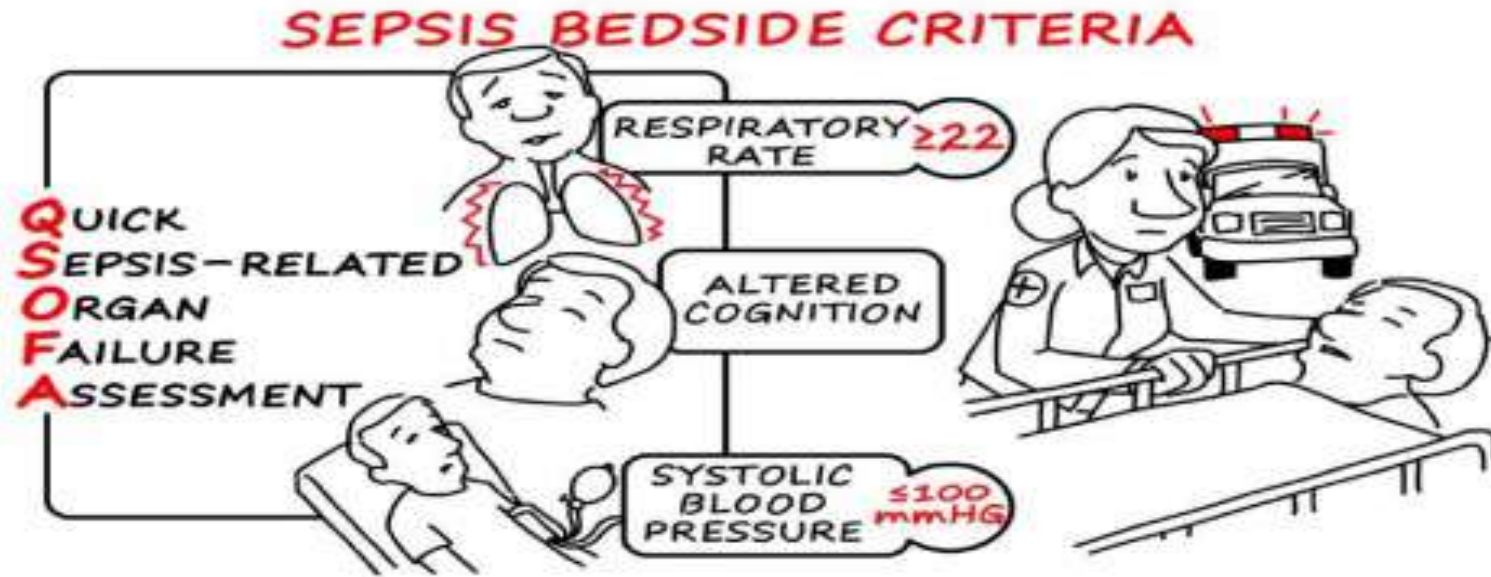 SEPSIS BEDSIDE CRITERIA
QUICK
SEPSIS-RELATED
ORGAN
FAILURE
ASSESSMENT
RESPIRATORY
RATE
≥22
ALTERED
COGNITION
SYSTOLIC
BLOOD
PRESSURE
≤100
mmHG